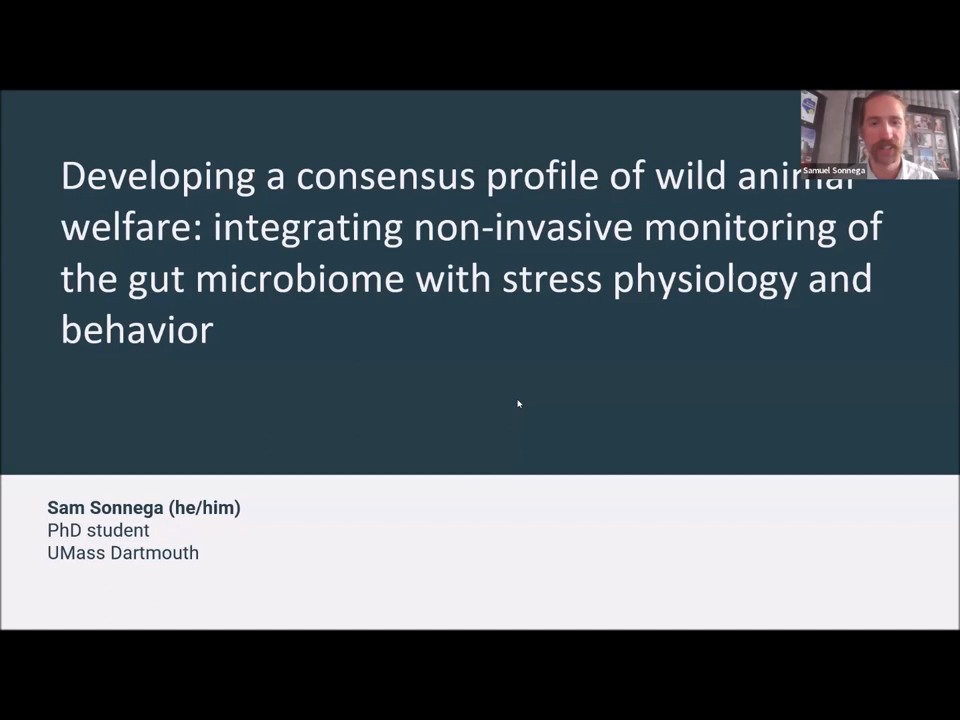 Developing a consensus profile of wild animal
welfare: integrating non-invasive monitoring of
the gut microbiome with stress physiology and
behavior
Samuel Sonnega
Sam Sonnega (he/him)
PhD student
UMass Dartmouth